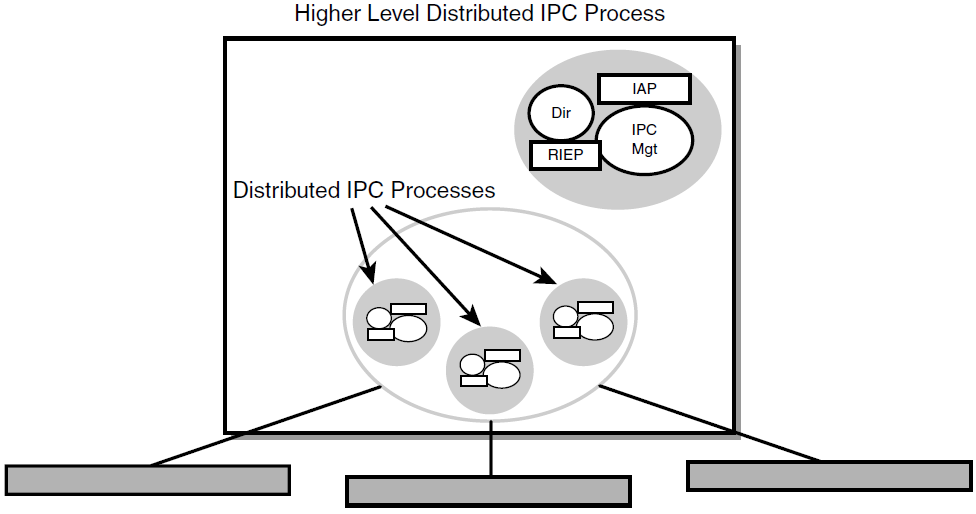 Higher Level Distributed IPC Process
IAP
Dir
IPC
Mgt
RIEP
Distributed IPC Processes